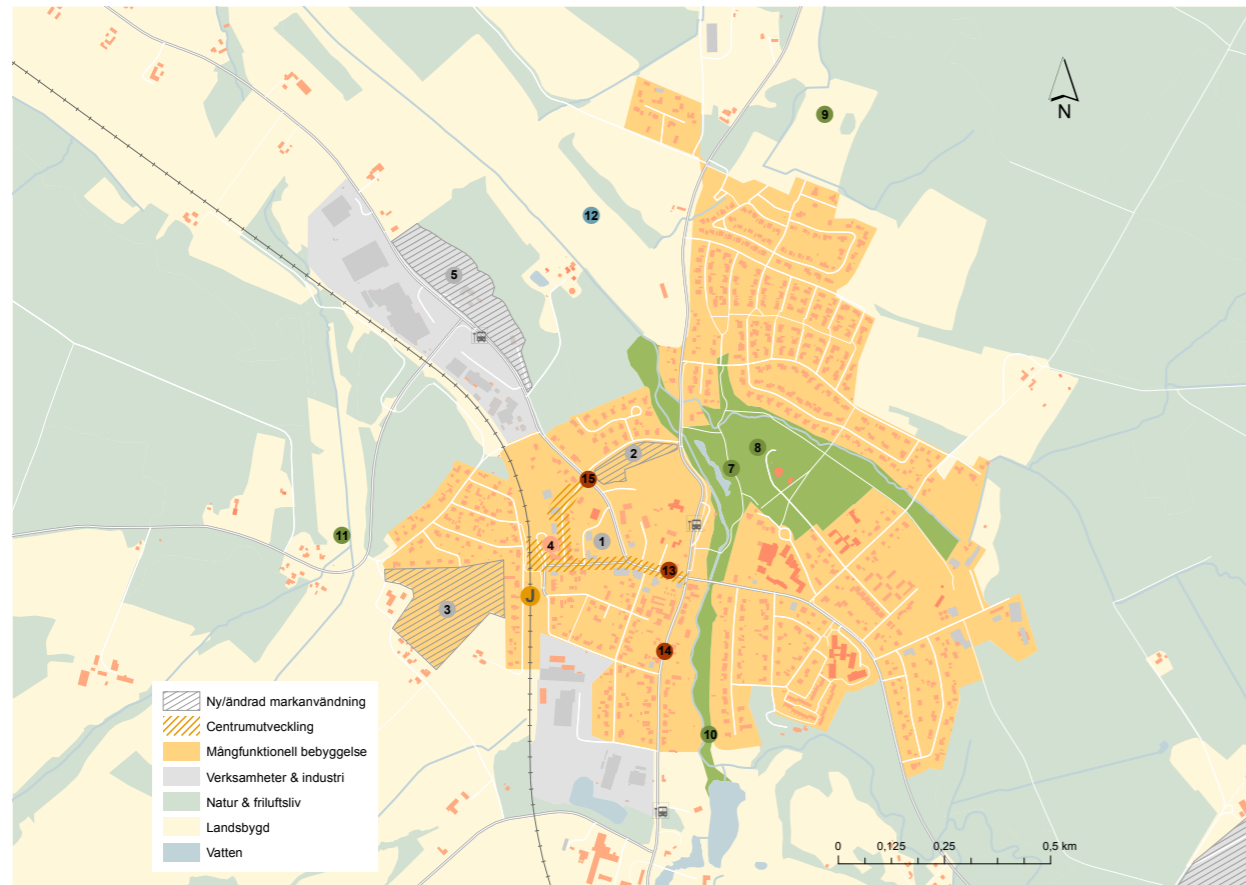 9
N
12
5
2
8
7
15
11
1
4
13
J
3
14
10
Ny/ändrad markanvändning
Centrumutveckling
Mångfunktionell bebyggelse
Verksamheter & industri
Natur & friluftsliv
Landsbygd
Vatten
0 0,125 0,25 0,5 km